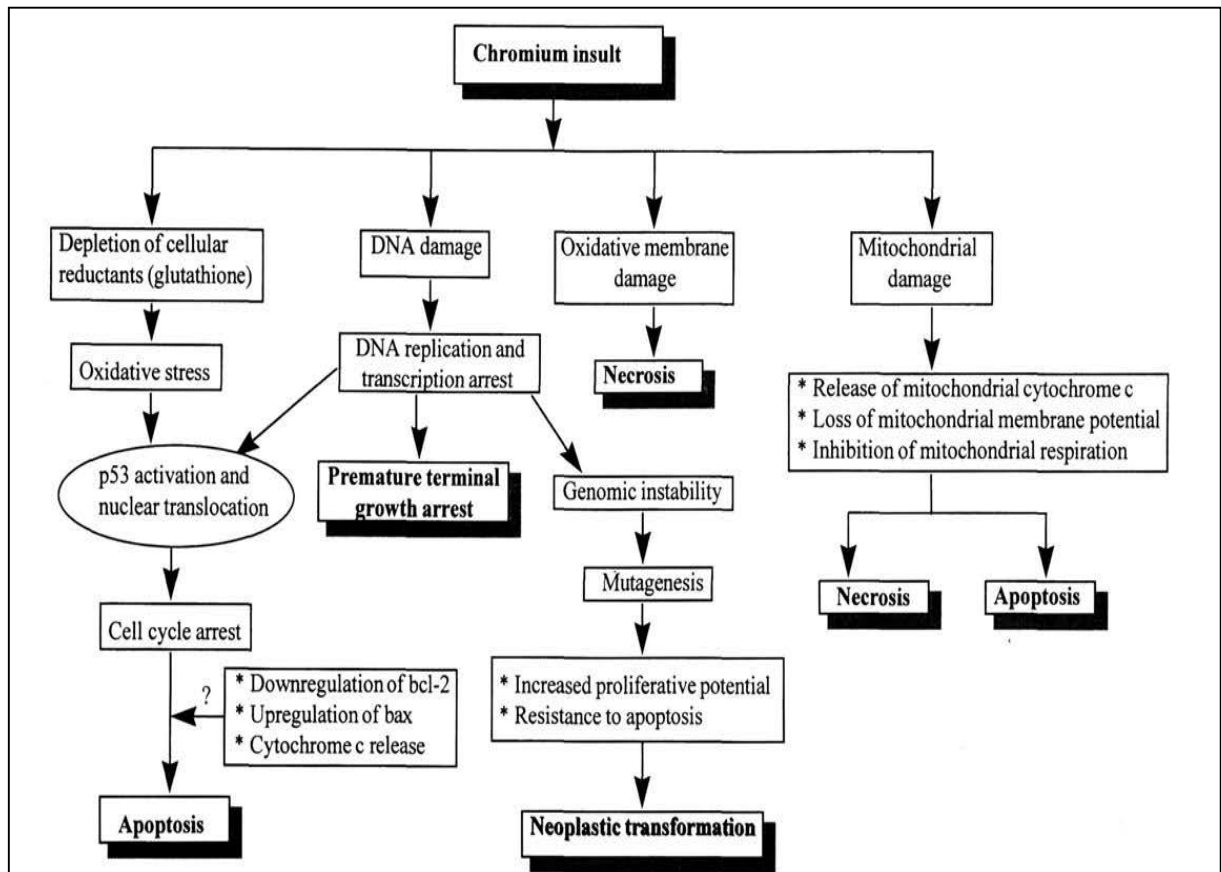 Chromium insult
Depletion of cellular
reductants (glutathione)
DNA damage
Oxidative membrane
damage
Mitochondrial
damage
Oxidative stress
DNA replication and
transcription arrest
Necrosis
* Release of mitochondrial cytochrome c
* Loss of mitochondrial membrane potential
* Inhibition of mitochondrial respiration
p53 activation and
nuclear translocation
Premature terminal
growth arrest
Genomic instability
Mutagenesis
Necrosis
Apoptosis
Cell cycle arrest
?
* Downregulation of bcl-2
* Upregulation of bax
* Cytochrome c release
* Increased proliferative potential
* Resistance to apoptosis
Apoptosis
Neoplastic transformation